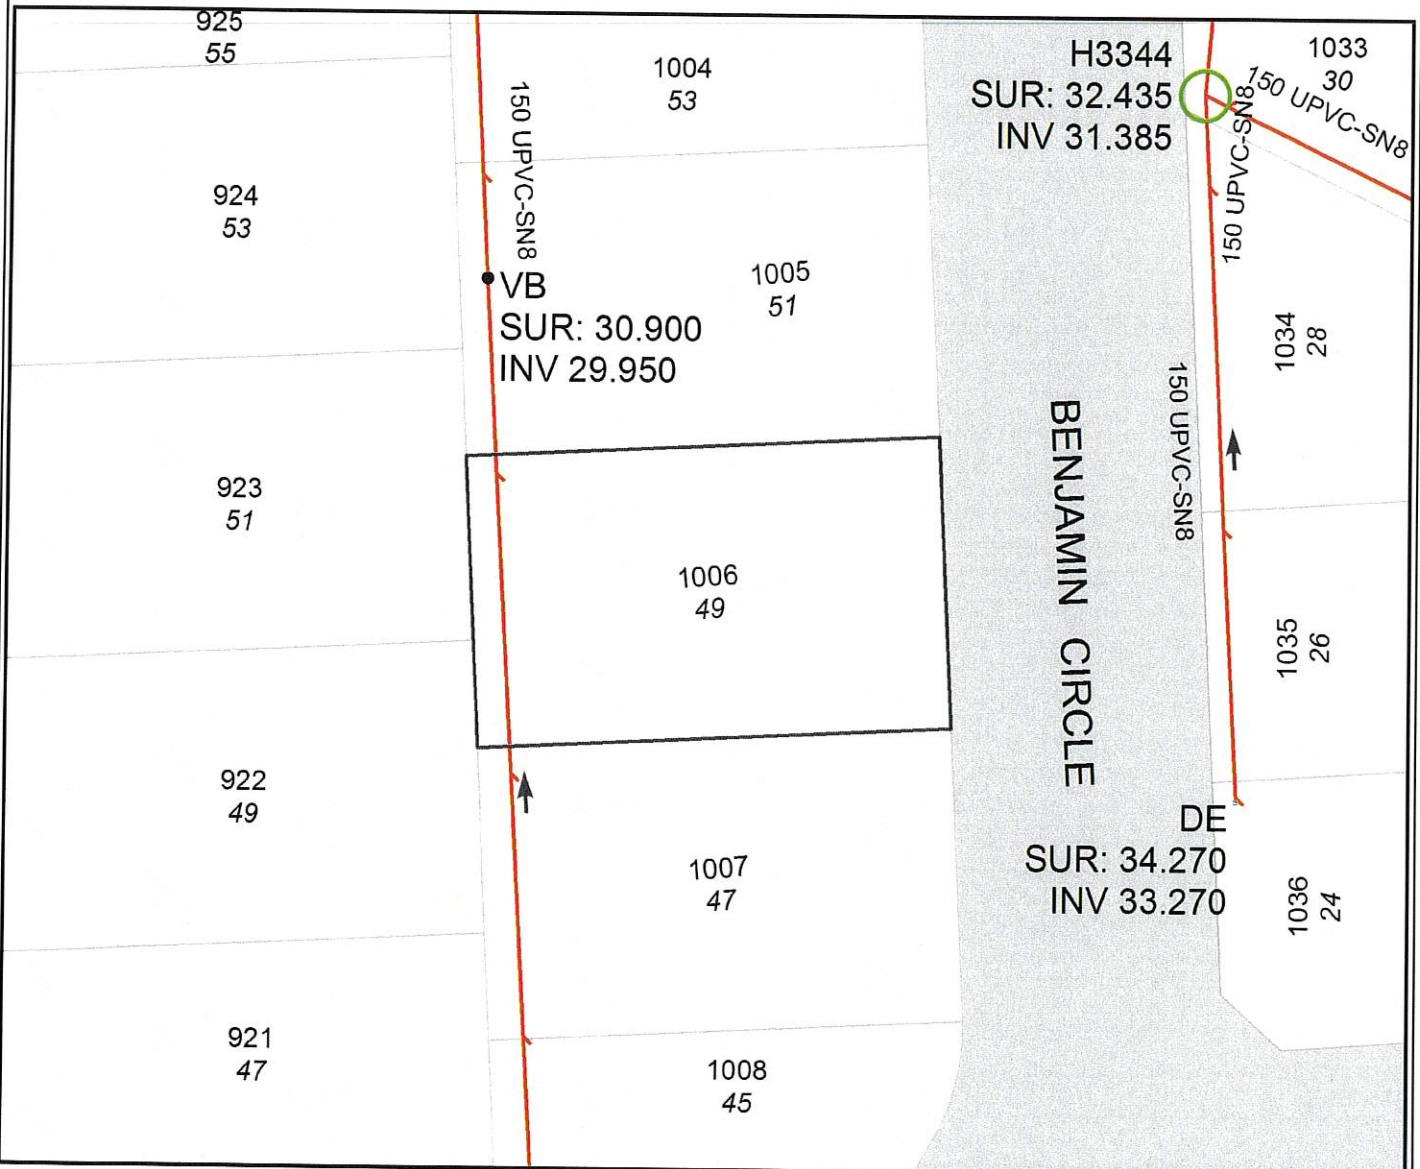 925
55
1004
53
H3344
SUR: 32.435
INV 31.385
1033
30
150 UPVC-SN8
150 UPVC-SN8
150 UPVC-SN8
924
53
VB
SUR: 30.900
INV 29.950
1005
51
1034
28
150 UPVC-SN8
BENJAMIN CIRCLE
923
51
1006
49
1035
26
922
49
1007
47
DE
SUR: 34.270
INV 33.270
1036
24
921
47
1008
45